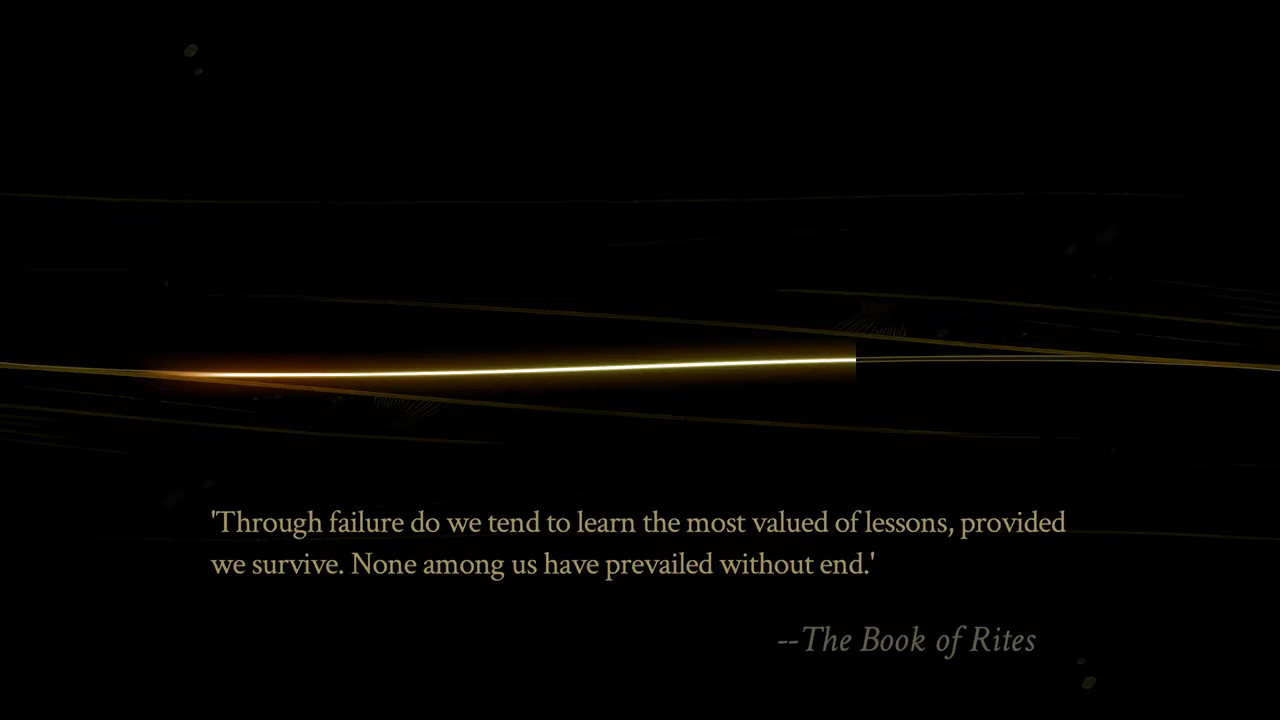 'Through failure do we tend to learn the most valued of lessons, provided
we survive. None among us have prevailed without end.'
--The Book of Rites